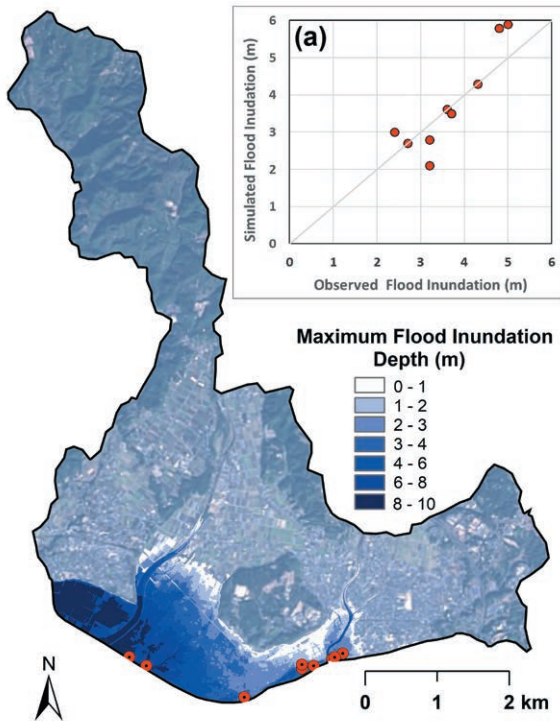 (a)
Simulated Flood Inudation (m)
6
5
4
3
2
1
0
0 1 2 3 4 5 6
Observed Flood Inundation (m)
Maximum Flood Inundation
Depth (m)
0 - 1
1 - 2
2 - 3
3 - 4
4 - 6
6 - 8
8 - 10
N
0 1 2 km